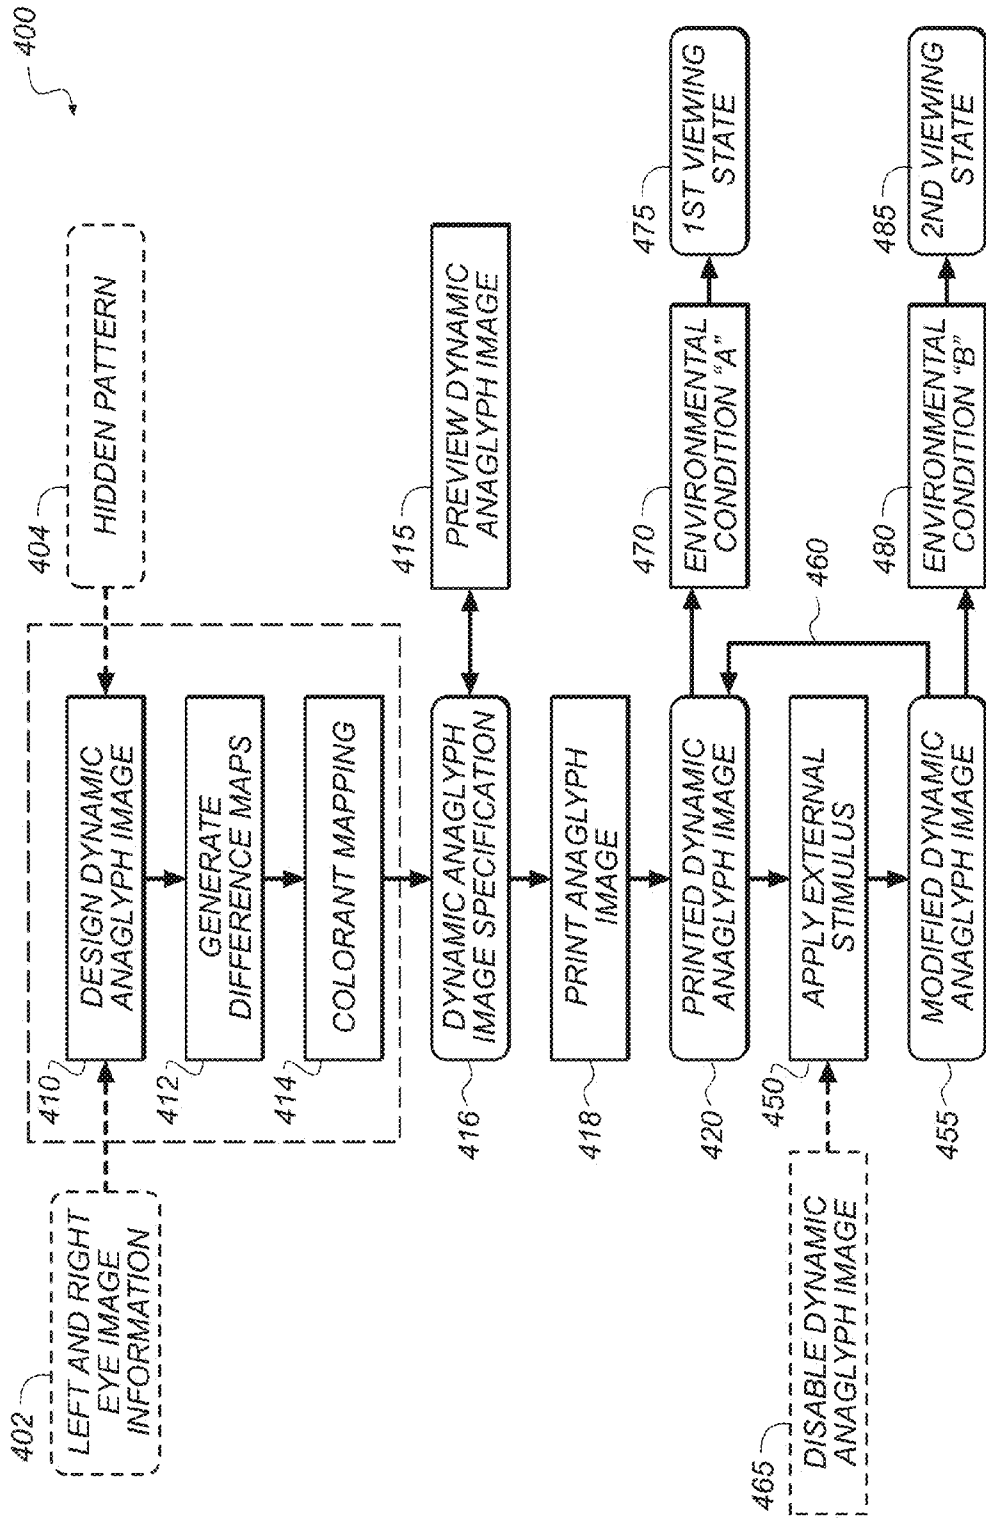 400
402
LEFT AND RIGHT
EYE IMAGE
INFORMATION
404
HIDDEN PATTERN
410
DESIGN DYNAMIC
ANAGLYPH IMAGE
412
GENERATE
DIFFERENCE MAPS
414
COLORANT MAPPING
416
DYNAMIC ANAGLYPH
IMAGE SPECIFICATION
415
PREVIEW DYNAMIC
ANAGLYPH IMAGE
418
PRINT ANAGLYPH
IMAGE
420
PRINTED DYNAMIC
ANAGLYPH IMAGE
470
ENVIRONMENTAL
CONDITION "A"
475
1ST VIEWING
STATE
465
DISABLE DYNAMIC
ANAGLYPH IMAGE
450
APPLY EXTERNAL
STIMULUS
460
455
MODIFIED DYNAMIC
ANAGLYPH IMAGE
480
ENVIRONMENTAL
CONDITION "B"
485
2ND VIEWING
STATE